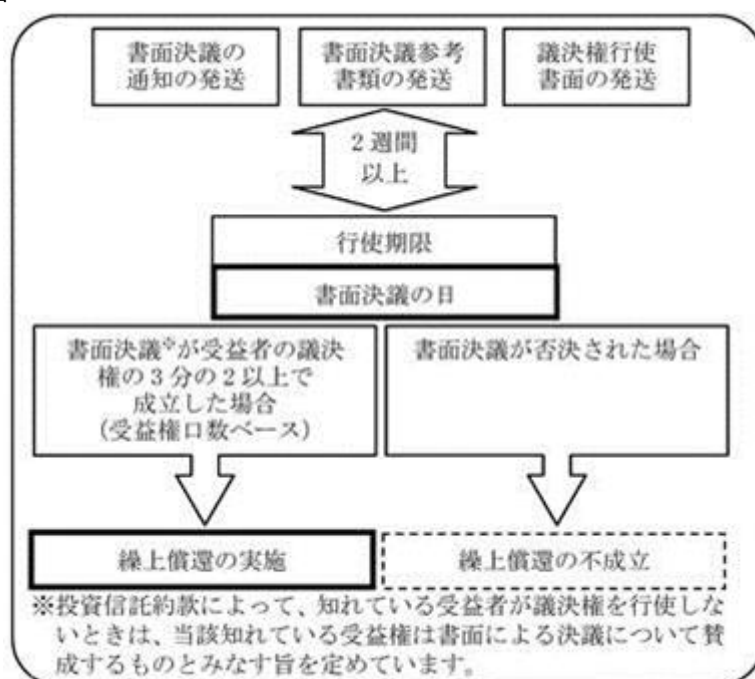 書面決議の
通知の発送
書面決議参考
書類の発送
議決権行使
書面の発送
2週間
以上
行使期限
書面決議の日
書面決議※が受益者の議決
権の3分の2以上で
成立した場合
(受益権口数ベース)
書面決議が否決された場合
繰上償還の実施
繰上償還の不成立
※投資信託約款によって、知れている受益者が議決権を行使しな
いときは、当該知れている受益権は書面による決議について賛
成するものとみなす旨を定めています。